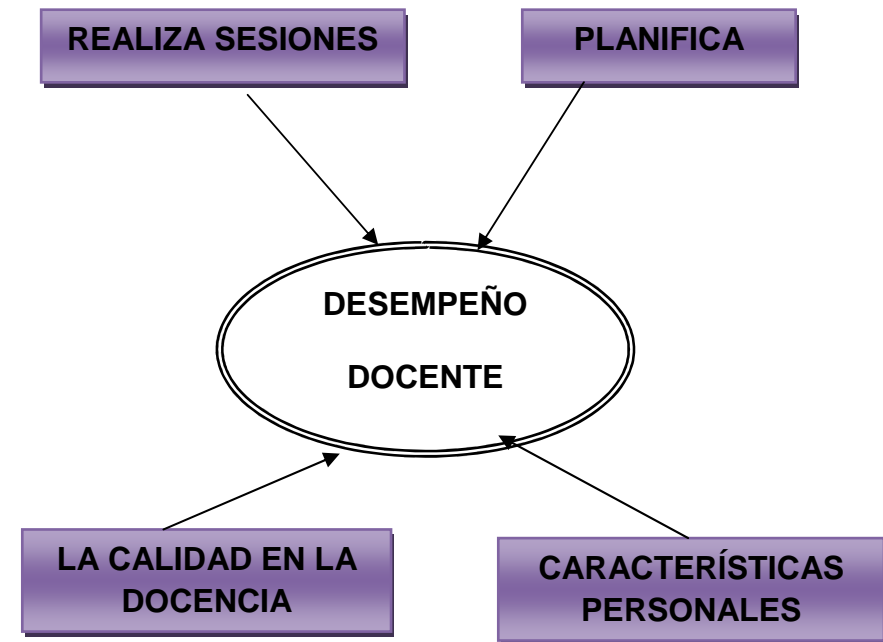 REALIZA SESIONES
PLANIFICA
DESEMPEÑO
DOCENTE
LA CALIDAD EN LA
DOCENCIA
CARACTERÍSTICAS
PERSONALES